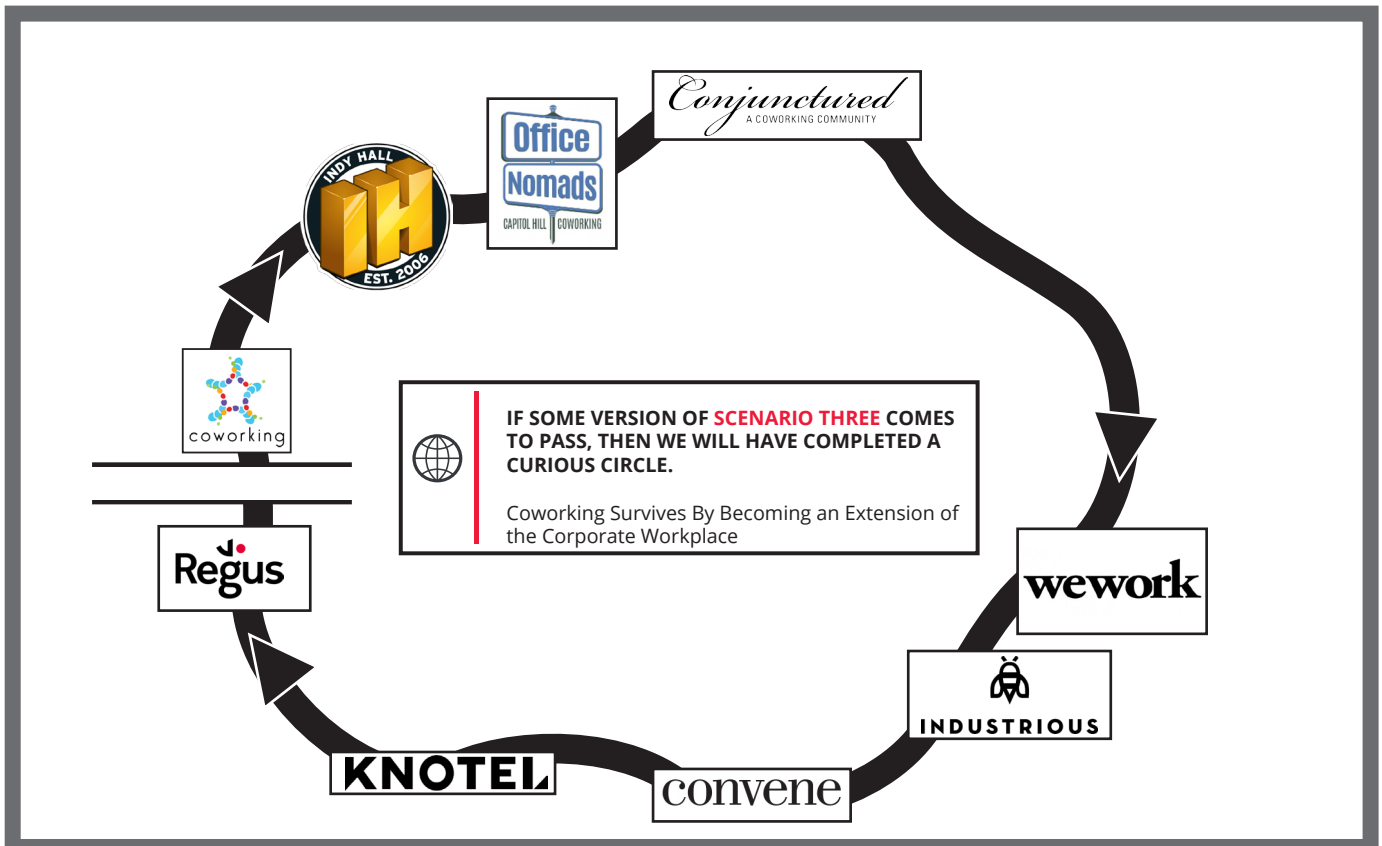 Conjunctured
A COWORKING COMMUNITY
Office
Nomads
CAPITOL HILL COWORKING
INDY HALL
IH
EST. 2006
coworking
IF SOME VERSION OF SCENARIO THREE COMES
TO PASS, THEN WE WILL HAVE COMPLETED A
CURIOUS CIRCLE.
Coworking Survives By Becoming an Extension of
the Corporate Workplace
Regus
wework
INDUSTRIOUS
KNOTEL
convene